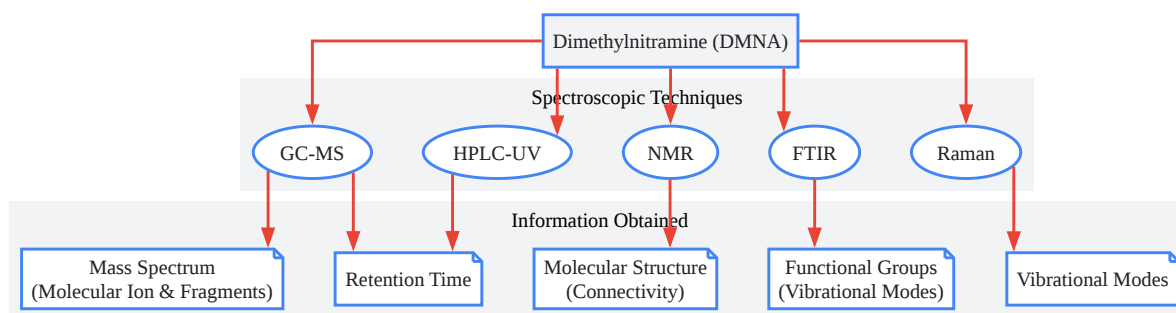 Dimethylnitramine (DMNA)
Spectroscopic Techniques
GC-MS
HPLC-UV
NMR
FTIR
Raman
Information Obtained
Mass Spectrum
(Molecular Ion & Fragments)
Retention Time
Molecular Structure
(Connectivity)
Functional Groups
(Vibrational Modes)
Vibrational Modes